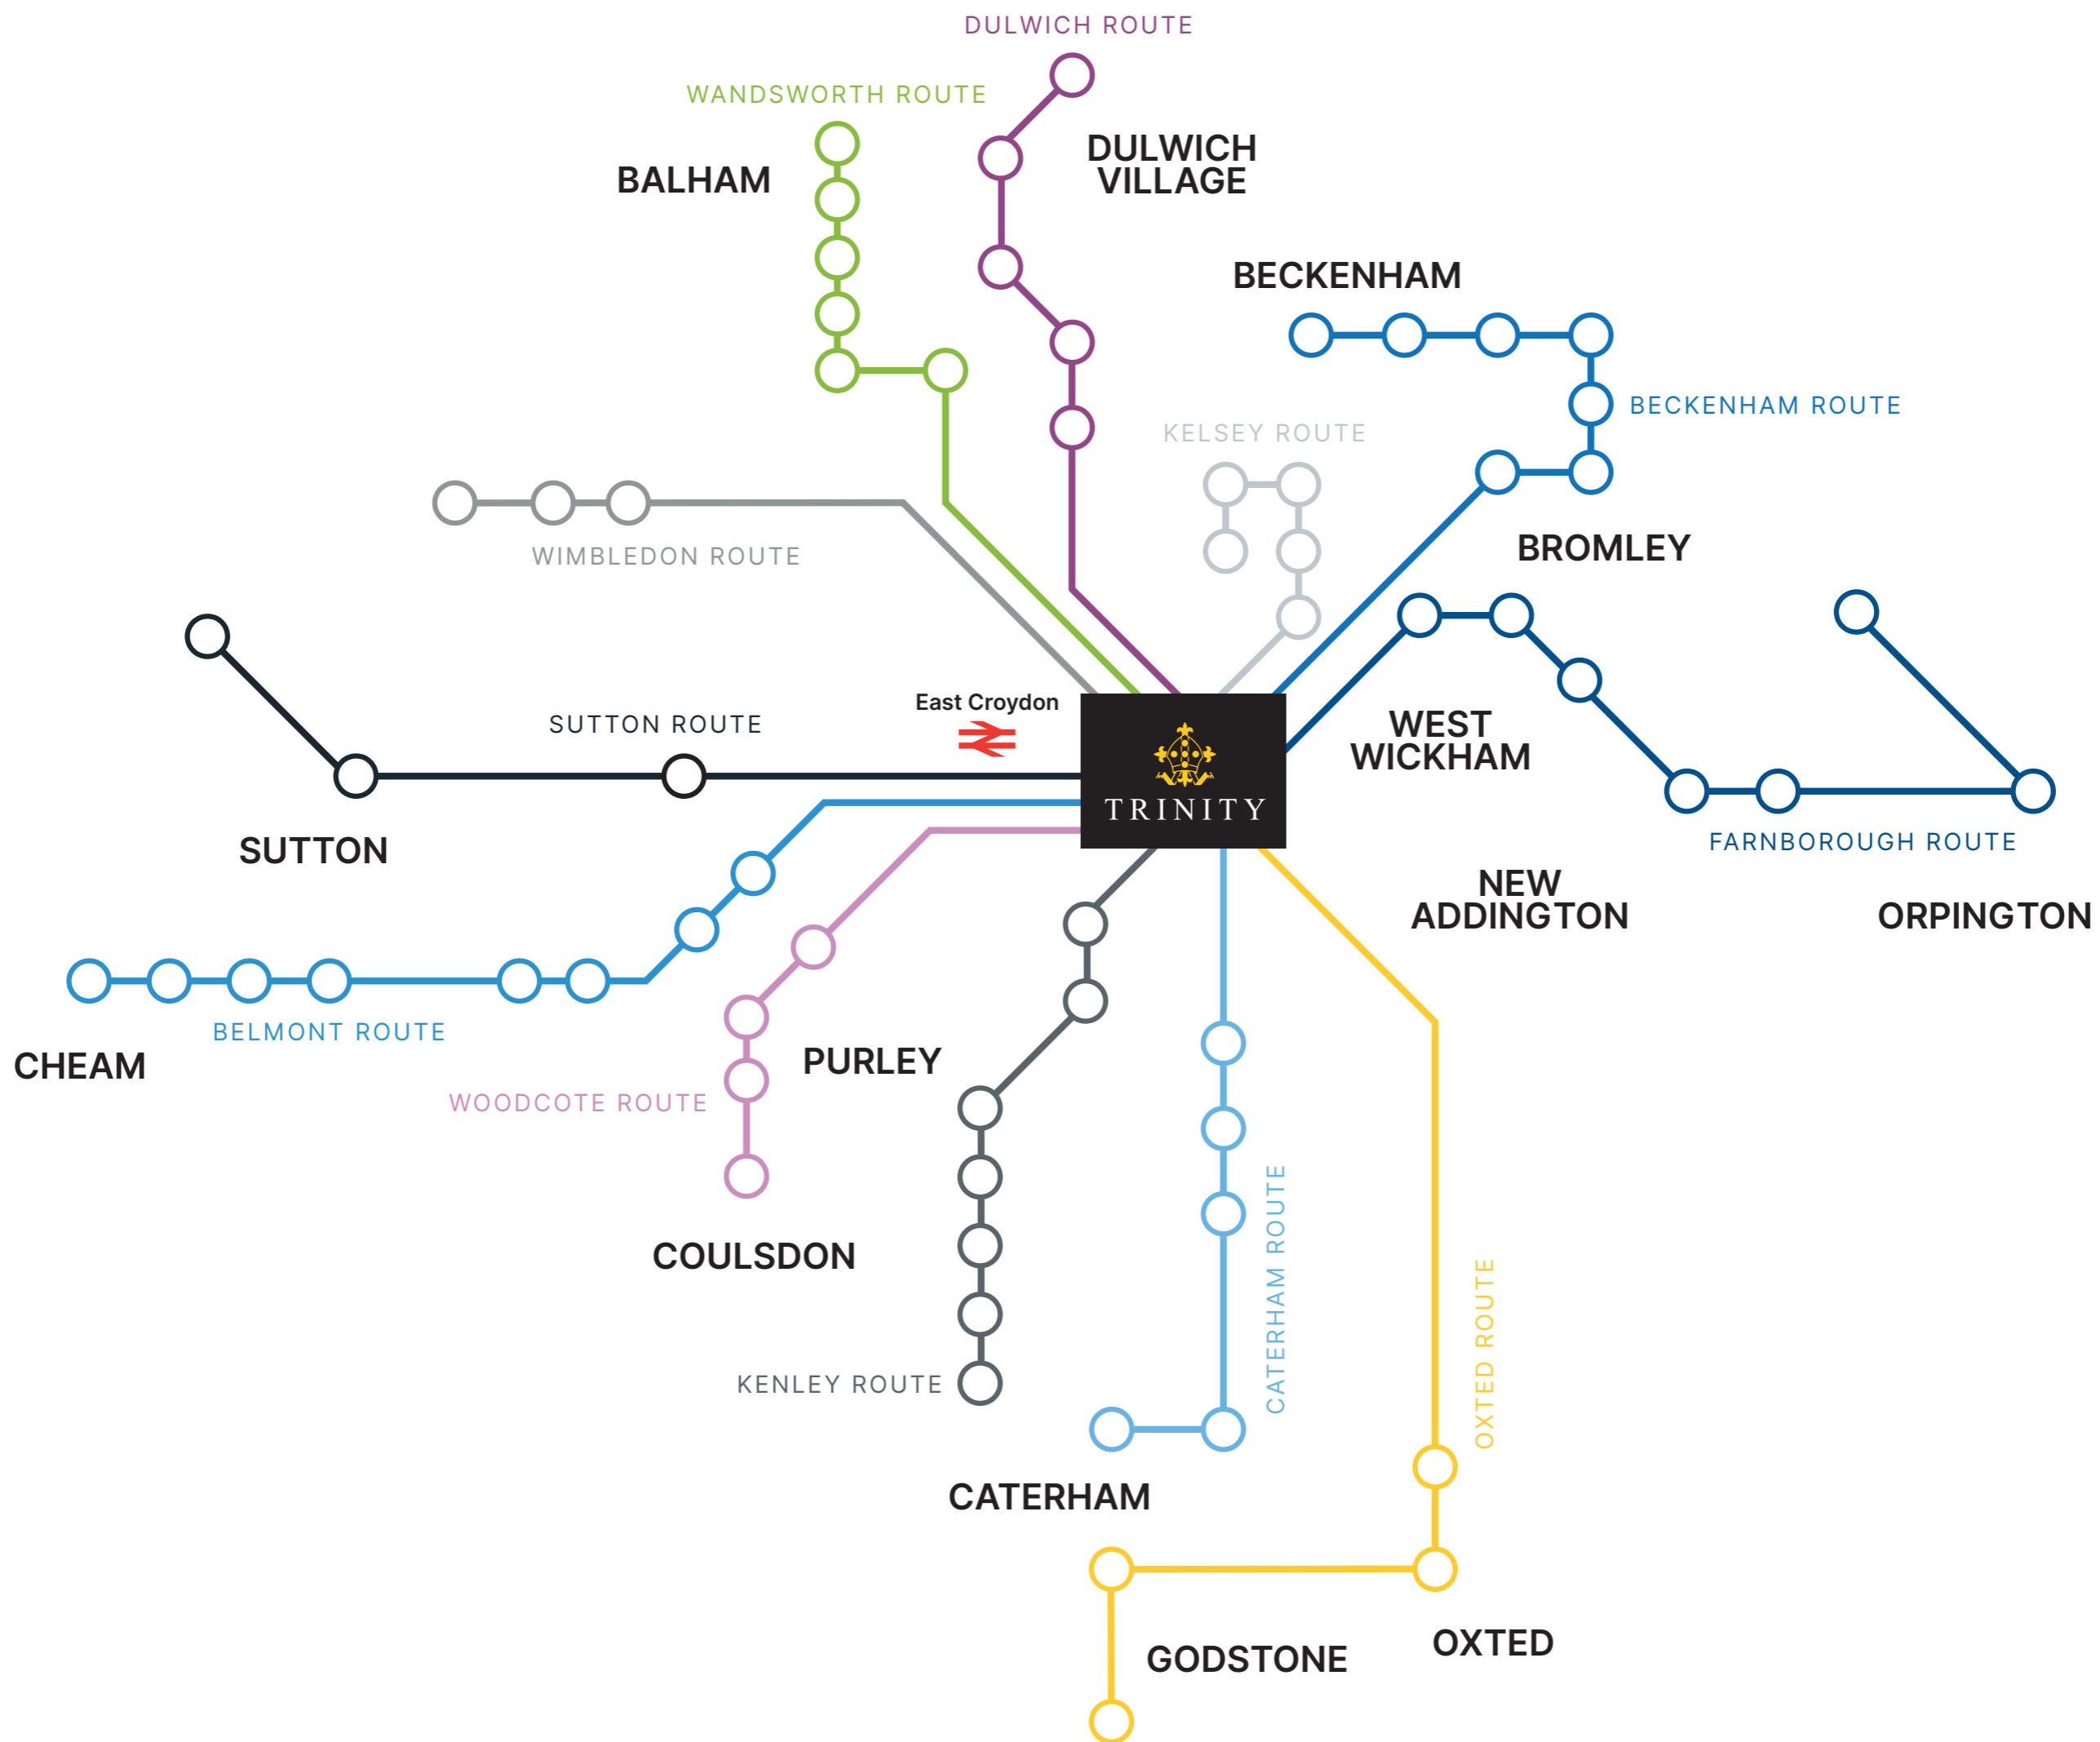 DULWICH ROUTE
WANDSWORTH ROUTE
DULWICH
VILLAGE
BALHAM
BECKENHAM
BECKENHAM ROUTE
KELSEY ROUTE
WIMBLEDON ROUTE
BROMLEY
East Croydon
SUTTON ROUTE
WEST
WICKHAM
TRINITY
SUTTON
FARNBOROUGH ROUTE
NEW
ADDINGTON
ORPINGTON
BELMONT ROUTE
CHEAM
PURLEY
WOODCOTE ROUTE
COULSDON
CATERHAM ROUTE
OXTED ROUTE
KENLEY ROUTE
CATERHAM
OXTED
GODSTONE